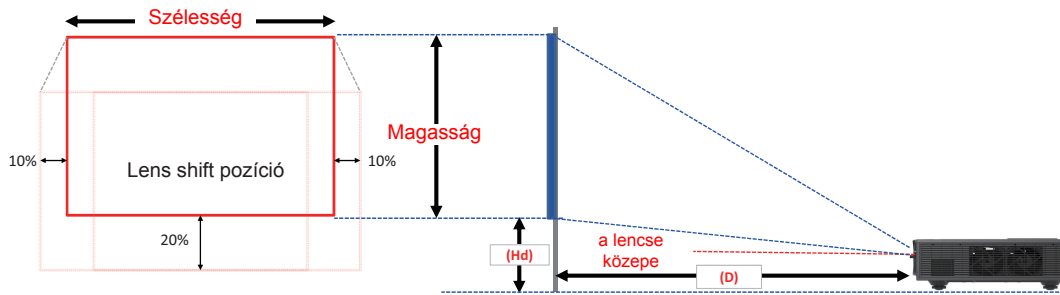 Szélesség
Magasság
10%
10%
Lens shift pozíció
20%
(Hd)
a lencse
közepe
(D)